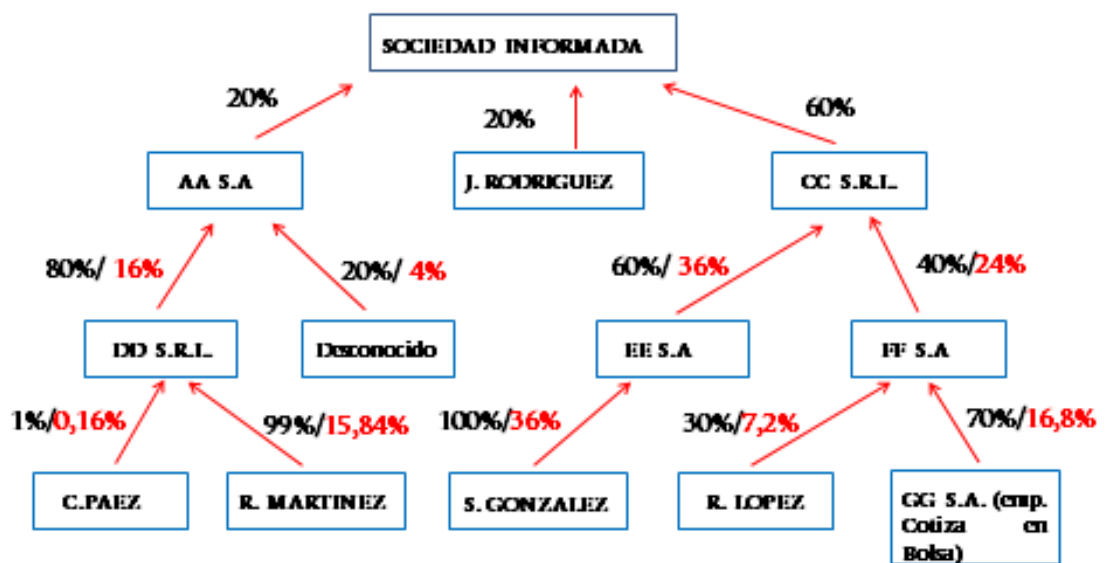 SOCIEDAD INFORMADA
20%
20%
60%
AA S.A
J. RODRIGUEZ
CC S.R.L.
80%/ 16%
20%/ 4%
60%/ 36%
40%/24%
DD S.R.L.
Desconocido
EE S.A
FF S.A
1%/0,16%
99%/15,84%
100%/36%
30%/7,2%
70%/16,8%
C.PAEZ
R. MARTINEZ
S. GONZALEZ
R. LOPEZ
GG S.A. (emp.
Cotiza en
Bolsa)